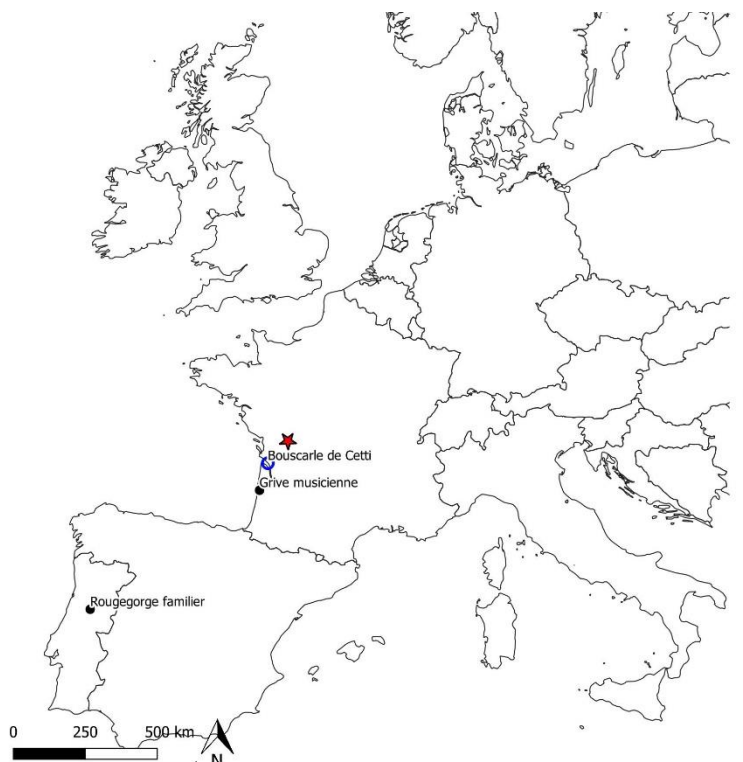 Bouscarle de Cetti
Grive musicienne
Rougegorge familier
0 250 500 km
N